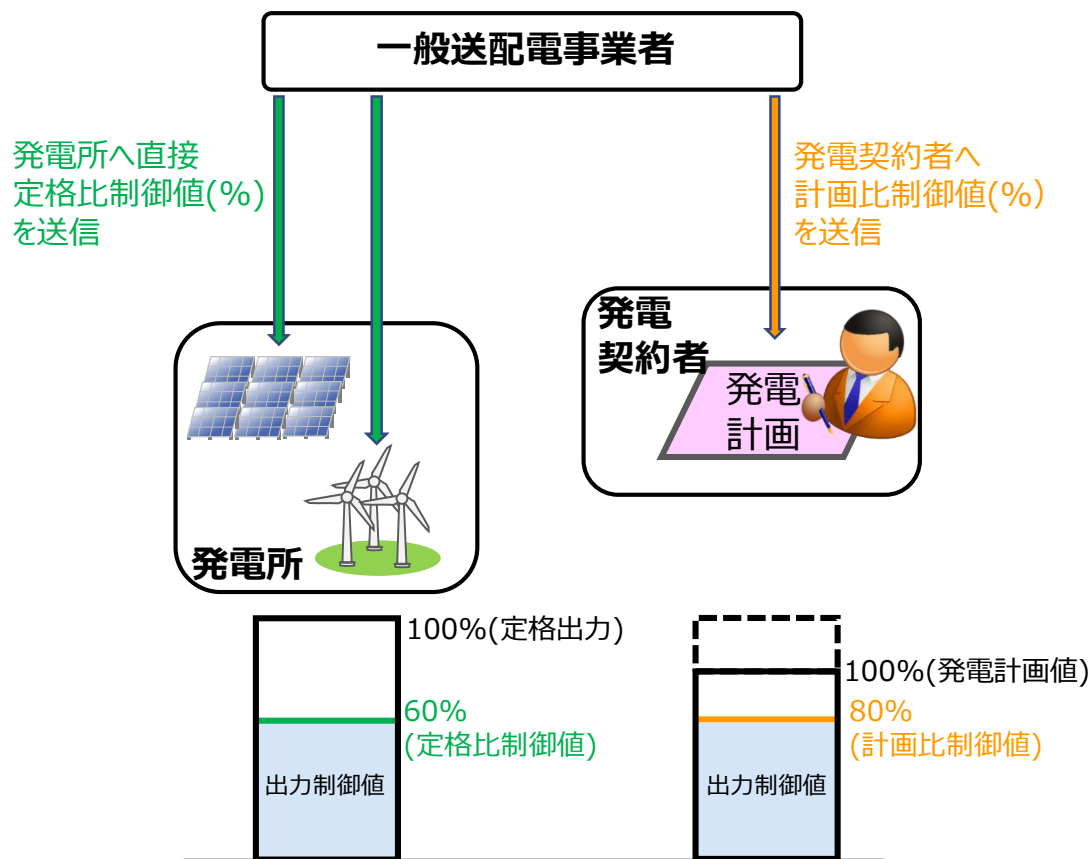 一般送配電事業者
発電所へ直接
定格比制御値(%)
を送信
発電契約者へ
計画比制御値(%)
を送信
発電
契約者
発電
計画
発電所
100%(定格出力)
60%
(定格比制御値)
出力制御値
100%(発電計画値)
80%
(計画比制御値)
出力制御値